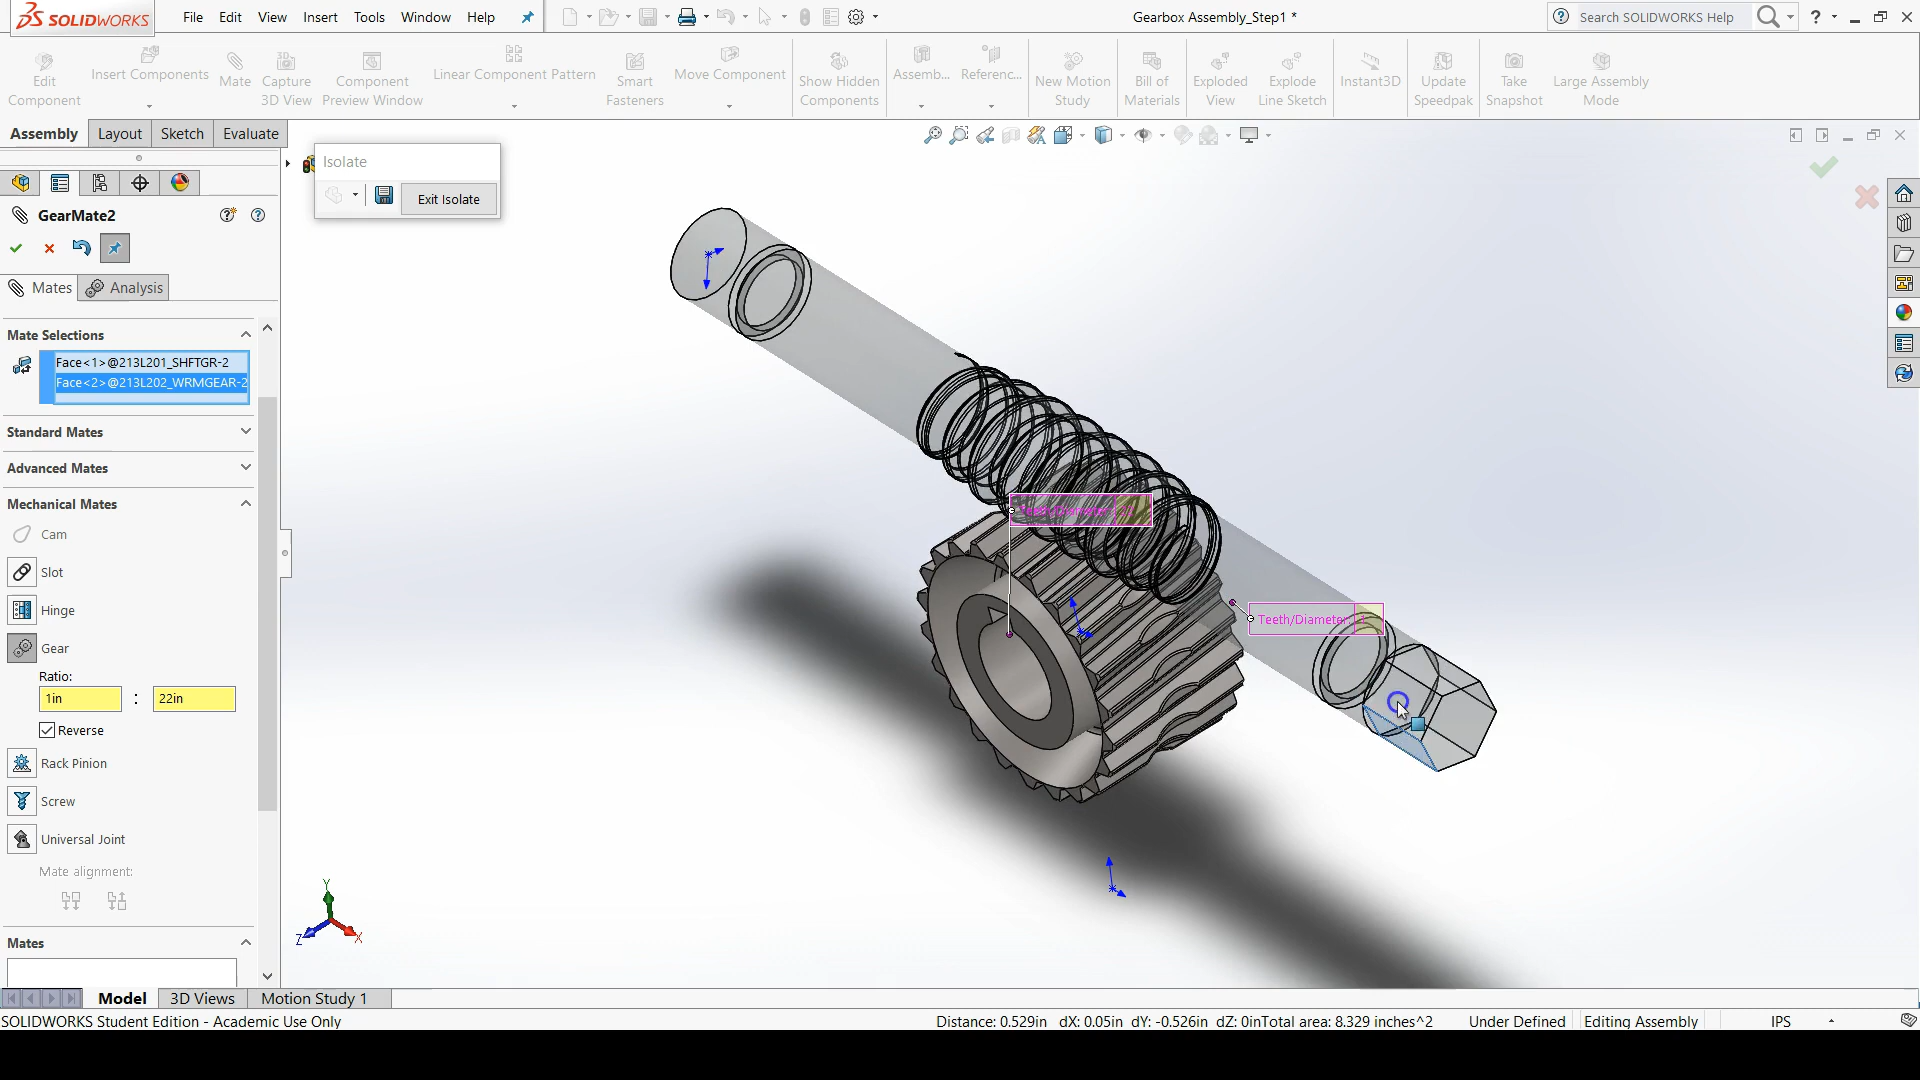 SOLIDWORKS
File Edit View Insert Tools Window Help
Gearbox Assembly_Step1 *
Search SOLIDWORKS Help
Edit Component
Insert Components
Mate
Capture 3D View
Component Preview Window
Linear Component Pattern
Smart Fasteners
Move Component
Show Hidden Components
Assemb...
Referenc...
New Motion Study
Bill of Materials
Exploded View
Explode Line Sketch
Instant3D
Update Speedpak
Take Snapshot
Large Assembly Mode
Assembly Layout Sketch Evaluate
Isolate
Exit Isolate
GearMate2
Mates Analysis
Mate Selections
Face<1>@213L201_SHFTGR-2
Face<2>@213L202_WRMGEAR-2
Standard Mates
Advanced Mates
Mechanical Mates
Cam
Slot
Hinge
Gear
Ratio:
1in : 22in
Reverse
Rack Pinion
Screw
Universal Joint
Mate alignment:
Mates
Teeth/Diameter
Teeth/Diameter
Y
Z
X
Model 3D Views Motion Study 1
SOLIDWORKS Student Edition - Academic Use Only
Distance: 0.529in dX: 0.05in dY: -0.526in dZ: 0inTotal area: 8.329 inches^2 Under Defined Editing Assembly IPS